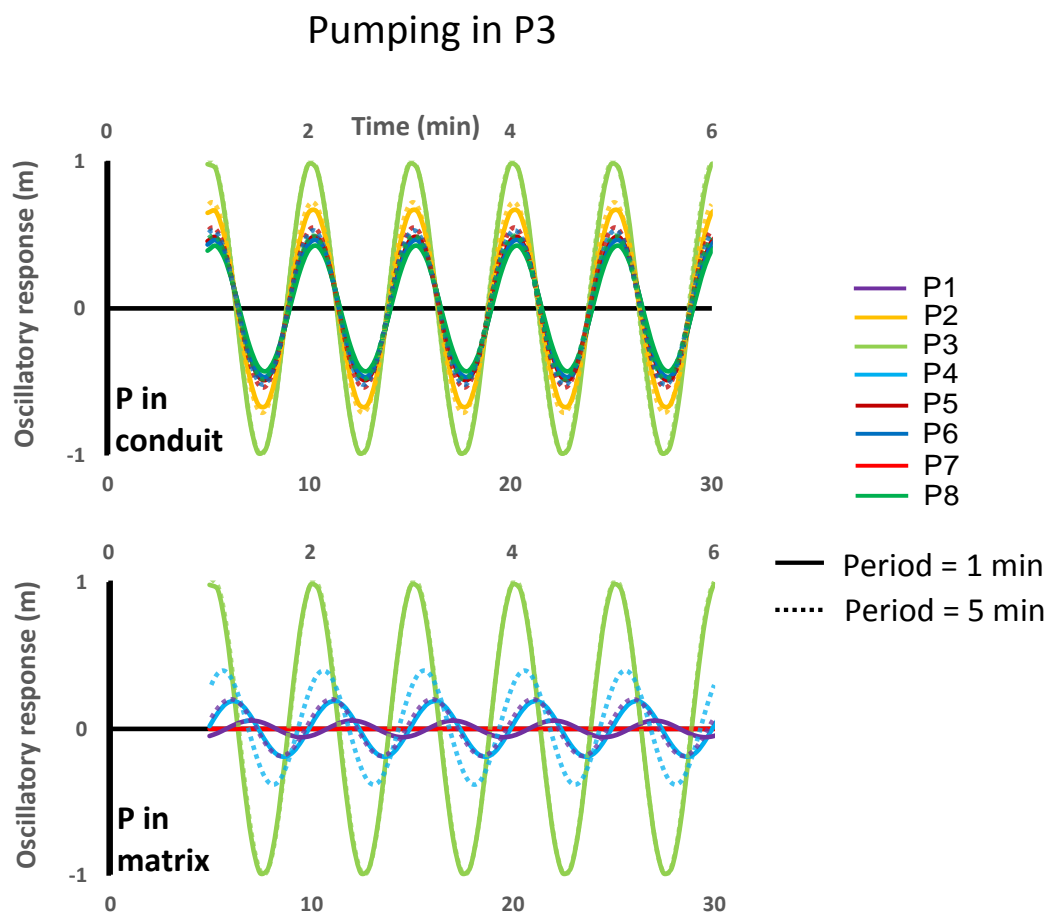 Pumping in P3
0 2 Time (min) 4 6
Oscillatory response (m)
1
0
-1
P in
conduit
0 10 20 30
P1
P2
P3
P4
P5
P6
P7
P8
Period = 1 min
Period = 5 min
0 2 4 6
Oscillatory response (m)
1
0
-1
P in
matrix
0 10 20 30